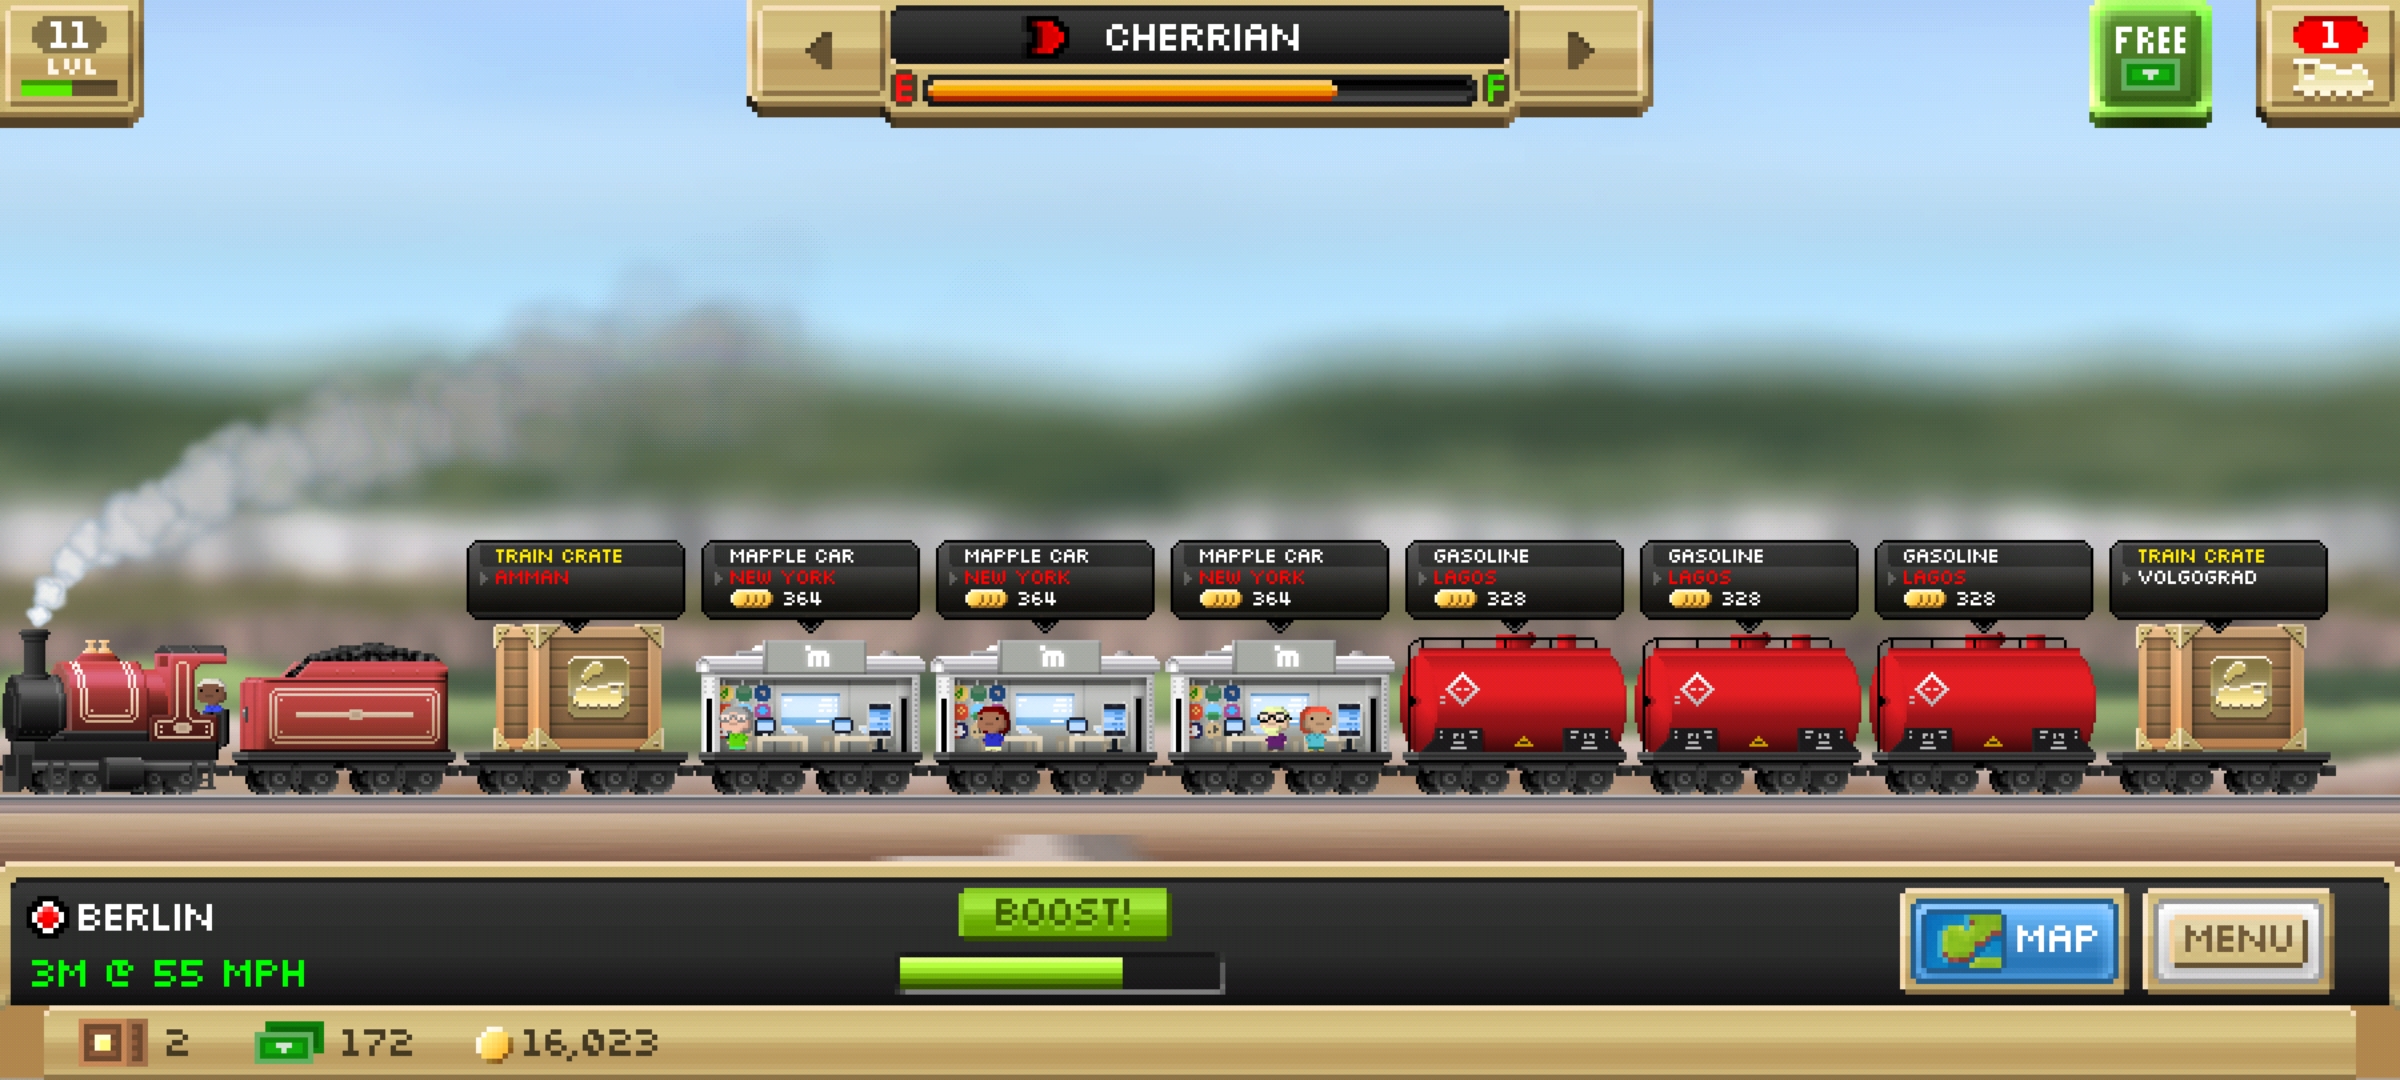 11
LVL
CHERRIAN
E
F
FREE
1
TRAIN CRATE
AMMAN
MAPPLE CAR
NEW YORK
364
MAPPLE CAR
NEW YORK
364
MAPPLE CAR
NEW YORK
364
GASOLINE
LAGOS
328
GASOLINE
LAGOS
328
GASOLINE
LAGOS
328
TRAIN CRATE
VOLGOGRAD
m
m
m
BERLIN
3M @ 55 MPH
BOOST!
MAP
MENU
2
172
16,023